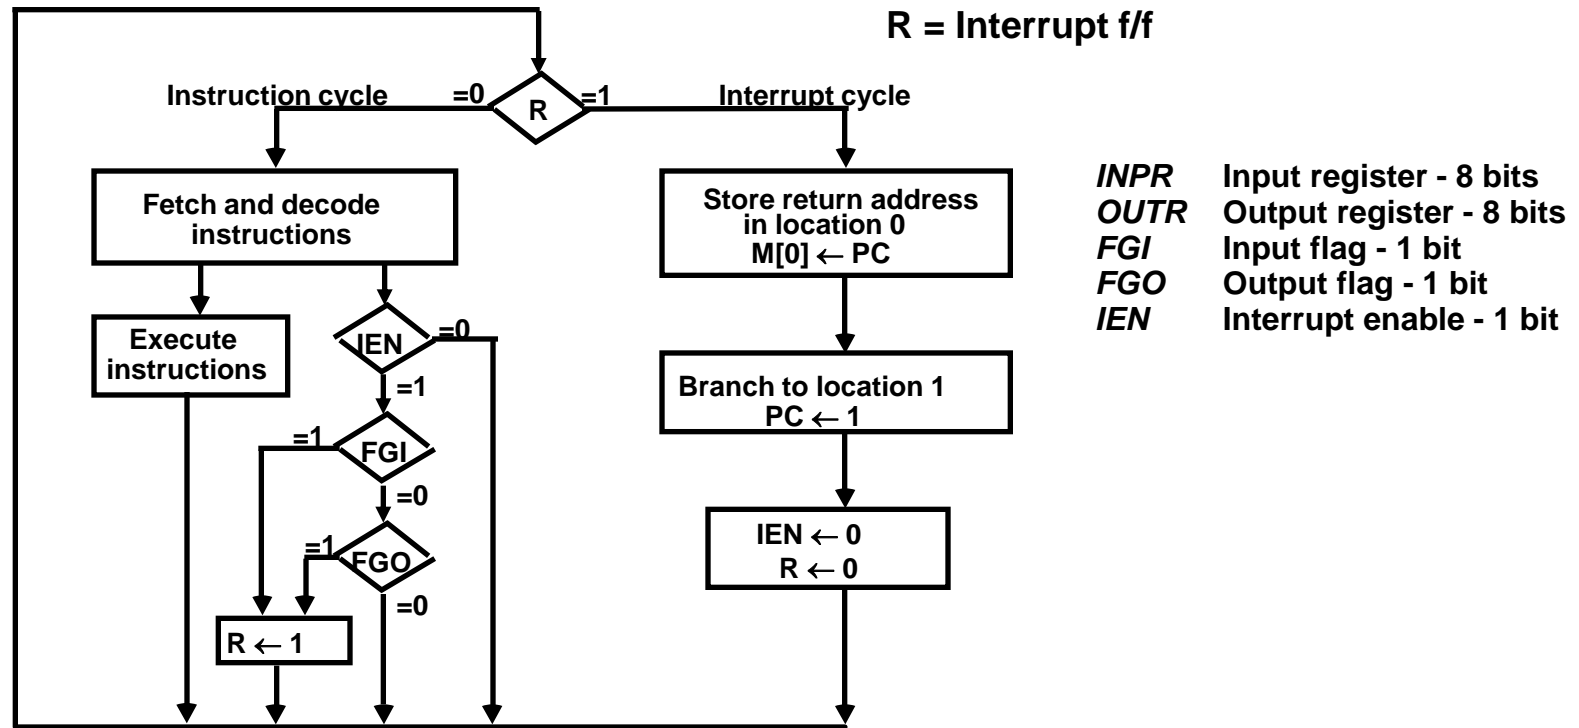 R = Interrupt f/f
Instruction cycle
=0
R
=1
Interrupt cycle
Fetch and decode
instructions
Execute
instructions
IEN
=0
=1
FGI
=1
=0
FGO
=1
=0
R ← 1
Store return address
in location 0
M[0] ← PC
Branch to location 1
PC ← 1
IEN ← 0
R ← 0
INPR Input register - 8 bits
OUTR Output register - 8 bits
FGI Input flag - 1 bit
FGO Output flag - 1 bit
IEN Interrupt enable - 1 bit